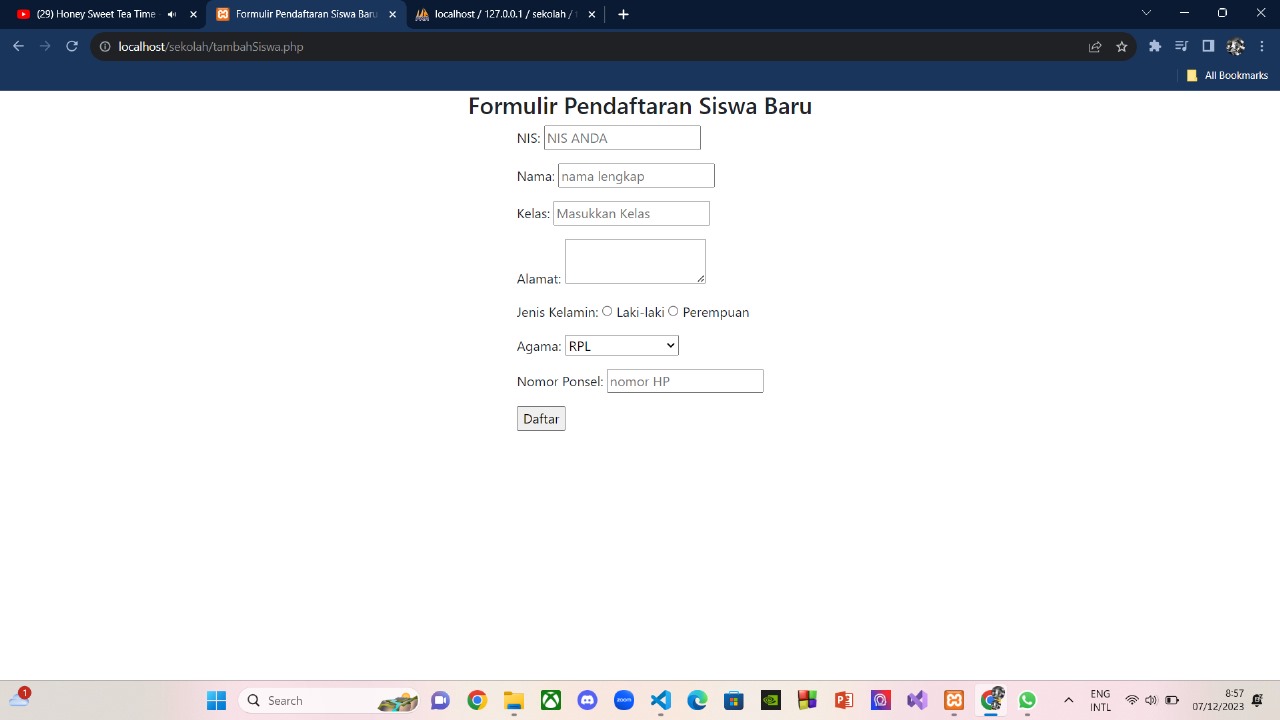 (29) Honey Sweet Tea Time
Formulir Pendaftaran Siswa Baru
localhost / 127.0.0.1 / sekolah /
localhost/sekolah/tambahSiswa.php
All Bookmarks
Formulir Pendaftaran Siswa Baru
NIS: NIS ANDA
Nama: nama lengkap
Kelas: Masukkan Kelas
Alamat:
Jenis Kelamin: Laki-laki Perempuan
Agama: RPL
Nomor Ponsel: nomor HP
Daftar
1
Search
zoom
ENG
INTL
8:57
07/12/2023